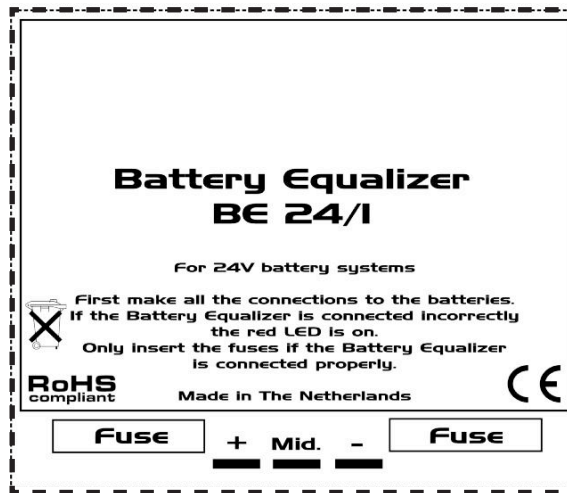 Battery Equalizer
BE 24/1
For 24V battery systems
First make all the connections to the batteries.
If the Battery Equalizer is connected incorrectly
the red LED is on.
Only insert the fuses if the Battery Equalizer
is connected properly.
RoHS
compliant
Made in The Netherlands
CE
Fuse
+ Mid. -
Fuse